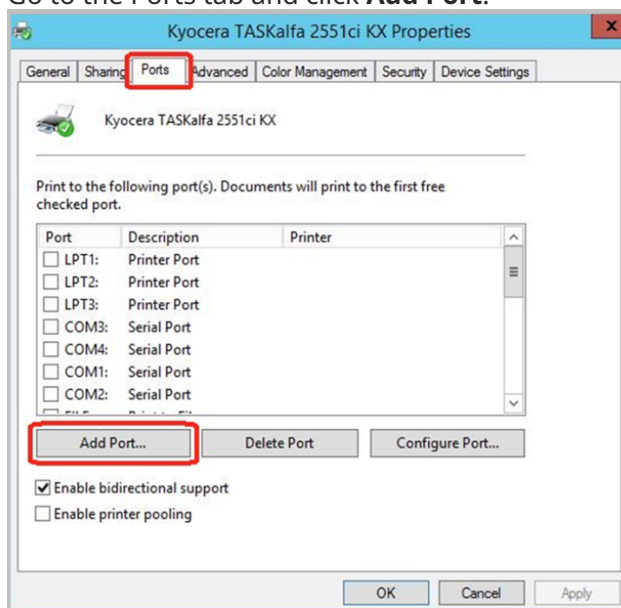 Go to the Ports tab and click Add Port.
Kyocera TASKalfa 2551ci KX Properties
x
General Sharing Ports Advanced Color Management Security Device Settings
Kyocera TASKalfa 2551ci KX
Print to the following port(s). Documents will print to the first free
checked port.
Port Description Printer
LPT1: Printer Port
LPT2: Printer Port
LPT3: Printer Port
COM3: Serial Port
COM4: Serial Port
COM1: Serial Port
COM2: Serial Port
Add Port... Delete Port Configure Port...
Enable bidirectional support
Enable printer pooling
OK Cancel Apply